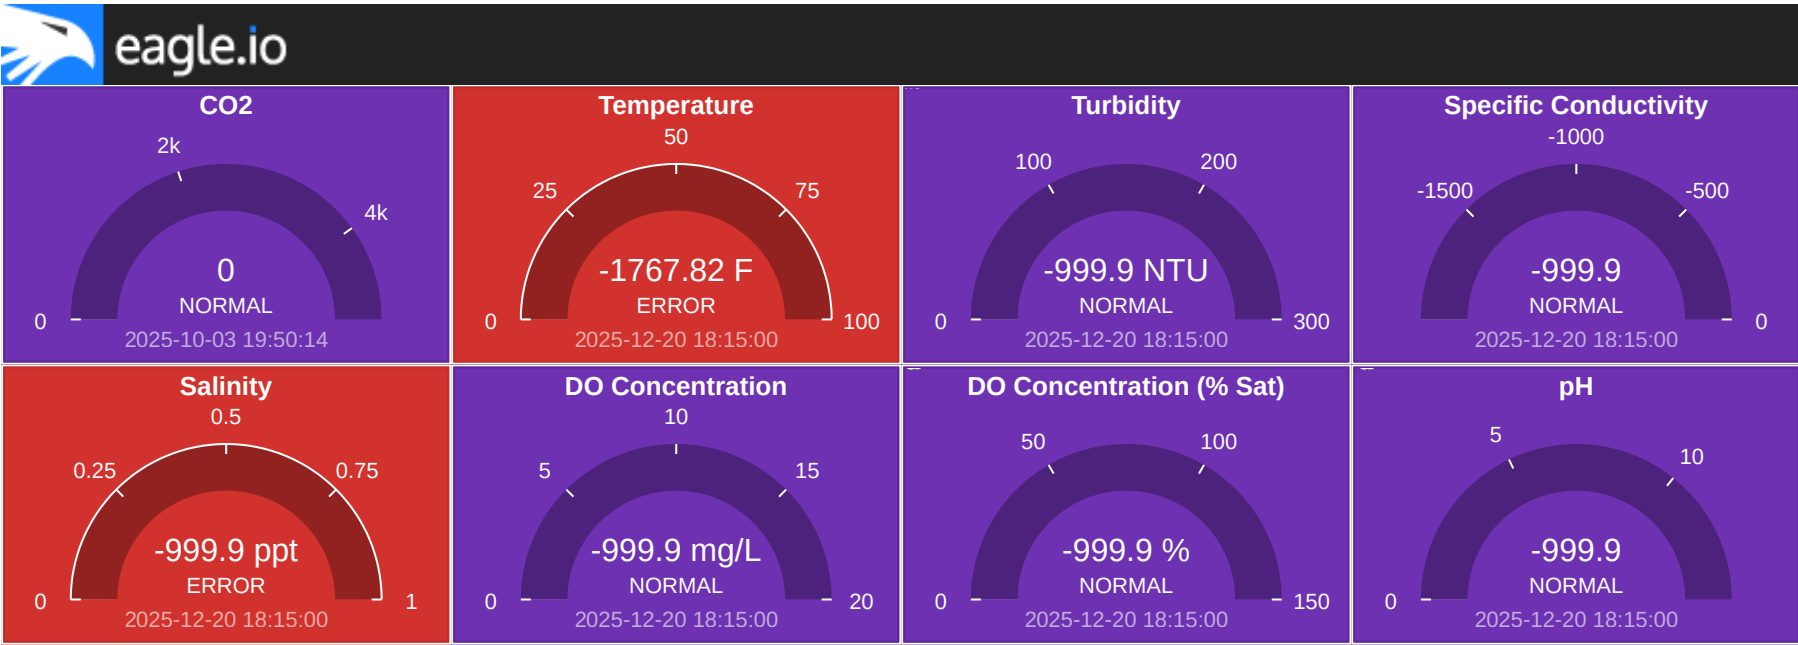 eagle.io
CO2
2k
4k
0
NORMAL
0
2025-10-03 19:50:14
Temperature
50
25
75
-1767.82 F
ERROR
0
100
2025-12-20 18:15:00
Turbidity
100
200
-999.9 NTU
NORMAL
0
300
2025-12-20 18:15:00
Specific Conductivity
-1000
-1500
-500
-999.9
NORMAL
0
2025-12-20 18:15:00
Salinity
0.5
0.25
0.75
-999.9 ppt
ERROR
0
1
2025-12-20 18:15:00
DO Concentration
10
5
15
-999.9 mg/L
NORMAL
0
20
2025-12-20 18:15:00
DO Concentration (% Sat)
50
100
-999.9 %
NORMAL
0
150
2025-12-20 18:15:00
pH
5
10
-999.9
NORMAL
0
2025-12-20 18:15:00